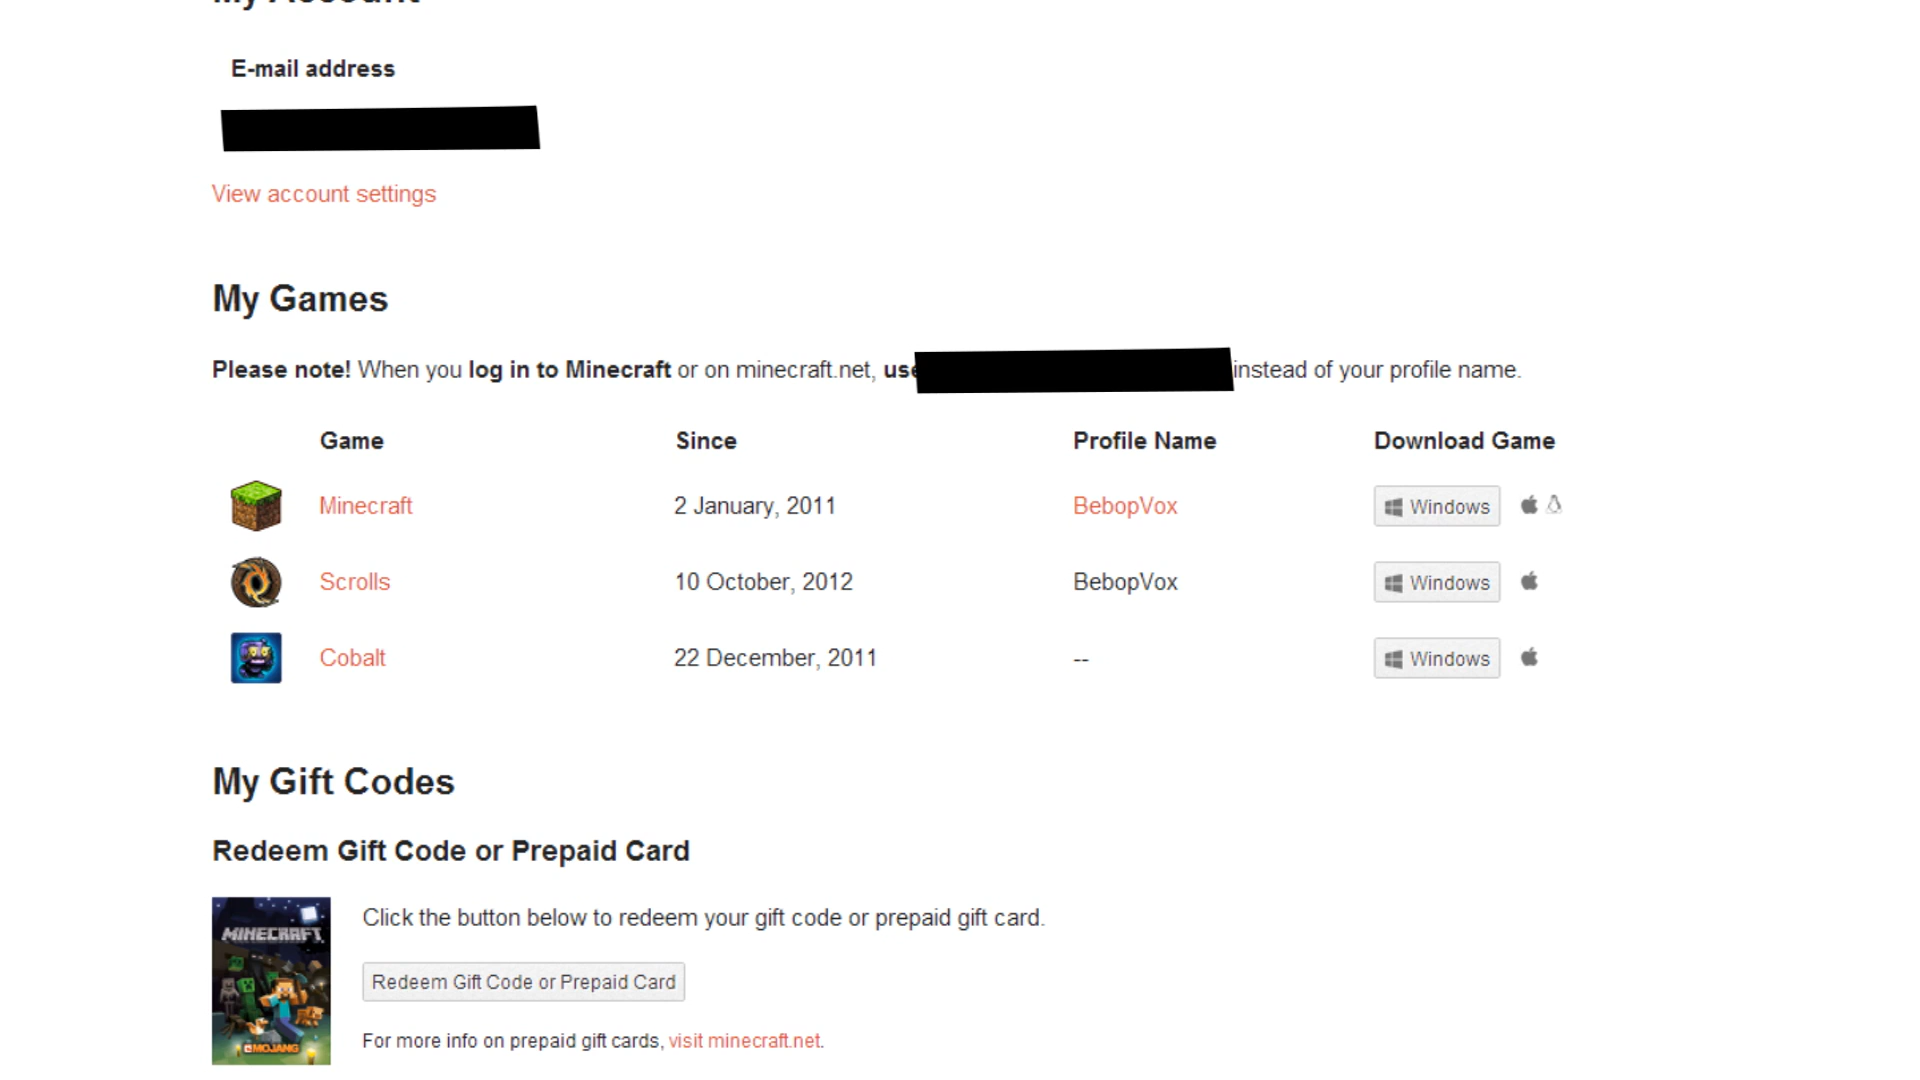 My Account
E-mail address
View account settings
My Games
Please note! When you log in to Minecraft or on minecraft.net, use instead of your profile name.
Game Since Profile Name Download Game
Minecraft 2 January, 2011 BebopVox Windows
Scrolls 10 October, 2012 BebopVox Windows
Cobalt 22 December, 2011 -- Windows
My Gift Codes
Redeem Gift Code or Prepaid Card
MINECRAFT
MOJANG
Click the button below to redeem your gift code or prepaid gift card.
Redeem Gift Code or Prepaid Card
For more info on prepaid gift cards, visit minecraft.net.